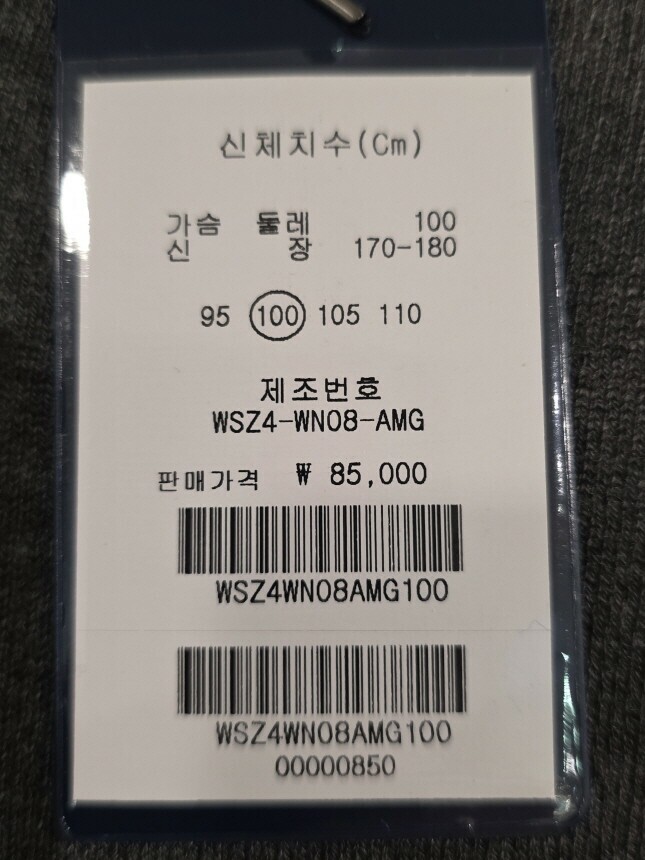 신체치수(Cm)
가슴 둘레 100
신 장 170-180
95 100 105 110
제조번호
WSZ4-WN08-AMG
판매가격 ₩ 85,000
WSZ4WN08AMG100
WSZ4WN08AMG100
00000850